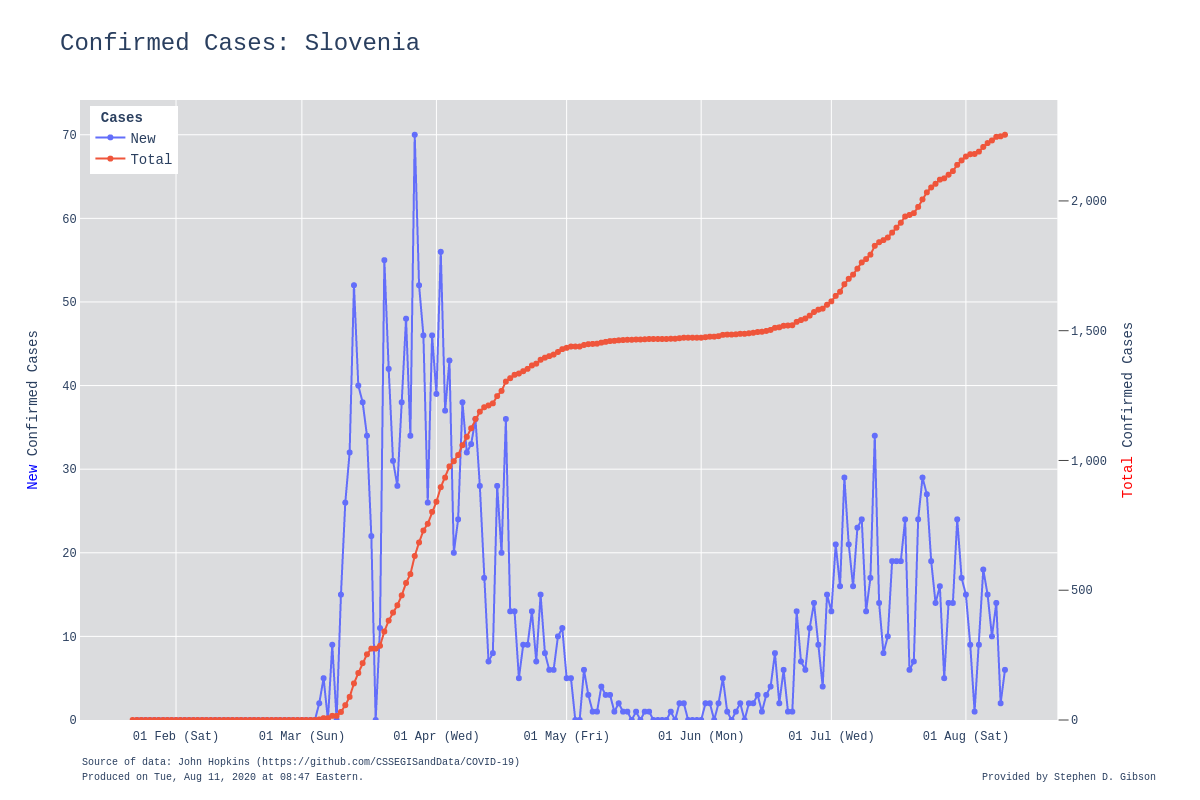 Confirmed Cases: Slovenia
Cases
New
Total
70
60
50
40
30
20
10
0
New Confirmed Cases
2,000
1,500
1,000
500
0
Total Confirmed Cases
01 Feb (Sat) 01 Mar (Sun) 01 Apr (Wed) 01 May (Fri) 01 Jun (Mon) 01 Jul (Wed) 01 Aug (Sat)
Source of data: John Hopkins (https://github.com/CSSEGISandData/COVID-19)
Produced on Tue, Aug 11, 2020 at 08:47 Eastern.
Provided by Stephen D. Gibson